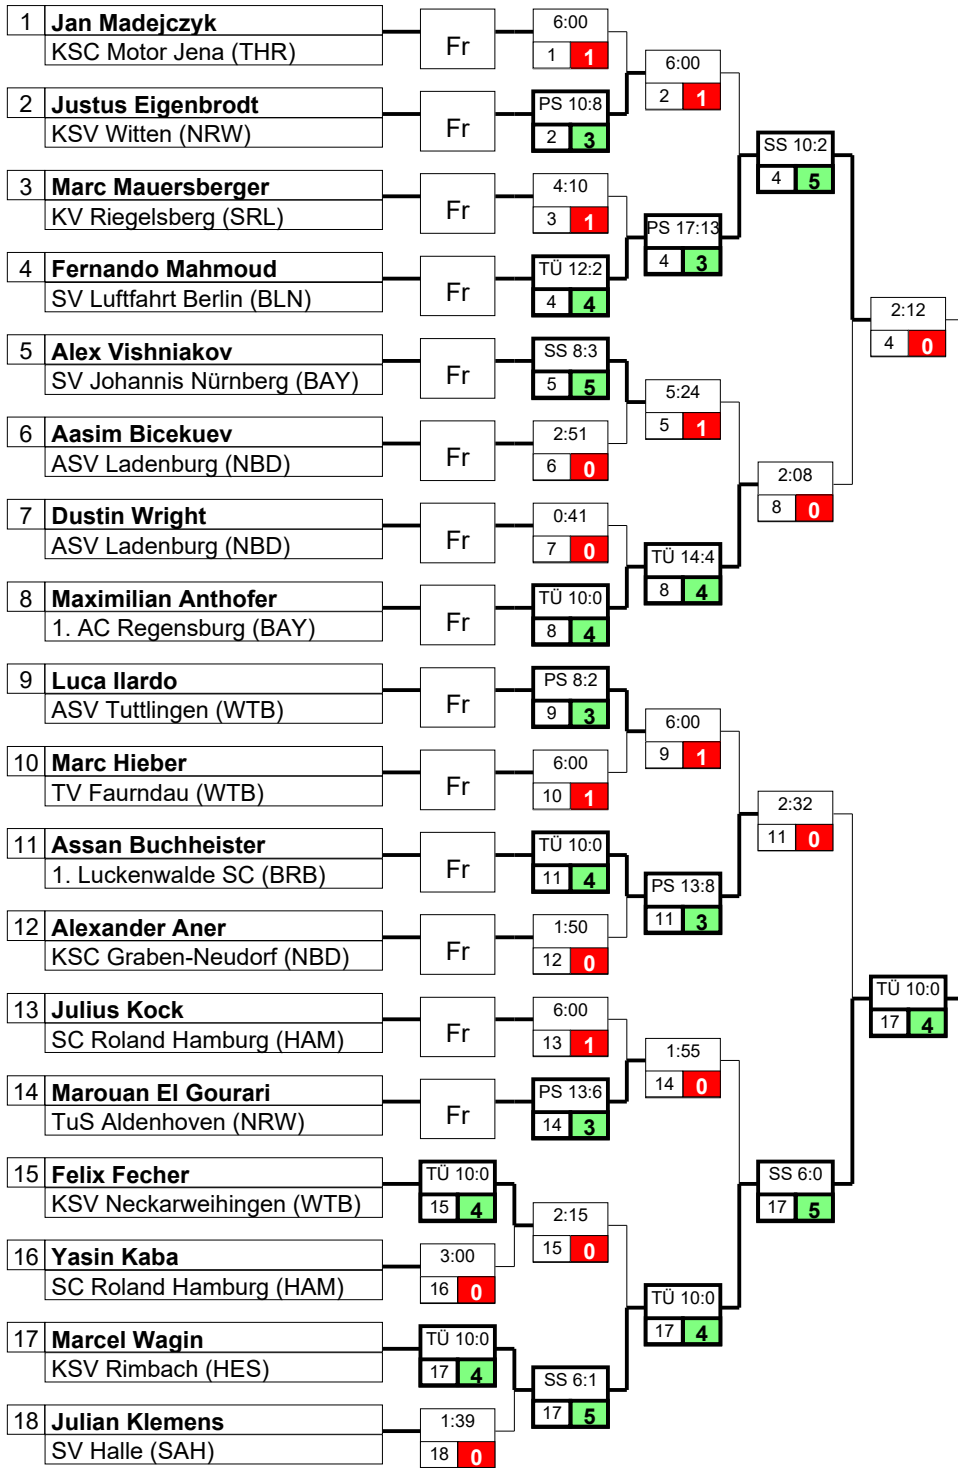 1 Jan Madejczyk
KSC Motor Jena (THR)
Fr
6:00
1 1
6:00
2 1
2 Justus Eigenbrodt
KSV Witten (NRW)
Fr
PS 10:8
2 3
SS 10:2
4 5
3 Marc Mauersberger
KV Riegelsberg (SRL)
Fr
4:10
3 1
PS 17:13
4 3
4 Fernando Mahmoud
SV Luftfahrt Berlin (BLN)
Fr
TÜ 12:2
4 4
2:12
4 0
5 Alex Vishniakov
SV Johannis Nürnberg (BAY)
Fr
SS 8:3
5 5
5:24
5 1
6 Aasim Bicekuev
ASV Ladenburg (NBD)
Fr
2:51
6 0
2:08
8 0
7 Dustin Wright
ASV Ladenburg (NBD)
Fr
0:41
7 0
TÜ 14:4
8 4
8 Maximilian Anthofer
1. AC Regensburg (BAY)
Fr
TÜ 10:0
8 4
9 Luca Ilardo
ASV Tuttlingen (WTB)
Fr
PS 8:2
9 3
6:00
9 1
10 Marc Hieber
TV Faurndau (WTB)
Fr
6:00
10 1
2:32
11 0
11 Assan Buchheister
1. Luckenwalde SC (BRB)
Fr
TÜ 10:0
11 4
PS 13:8
11 3
12 Alexander Aner
KSC Graben-Neudorf (NBD)
Fr
1:50
12 0
TÜ 10:0
17 4
13 Julius Kock
SC Roland Hamburg (HAM)
Fr
6:00
13 1
1:55
14 0
14 Marouan El Gourari
TuS Aldenhoven (NRW)
Fr
PS 13:6
14 3
SS 6:0
17 5
15 Felix Fecher
KSV Neckarweihingen (WTB)
TÜ 10:0
15 4
2:15
15 0
16 Yasin Kaba
SC Roland Hamburg (HAM)
3:00
16 0
TÜ 10:0
17 4
17 Marcel Wagin
KSV Rimbach (HES)
TÜ 10:0
17 4
SS 6:1
17 5
18 Julian Klemens
SV Halle (SAH)
1:39
18 0